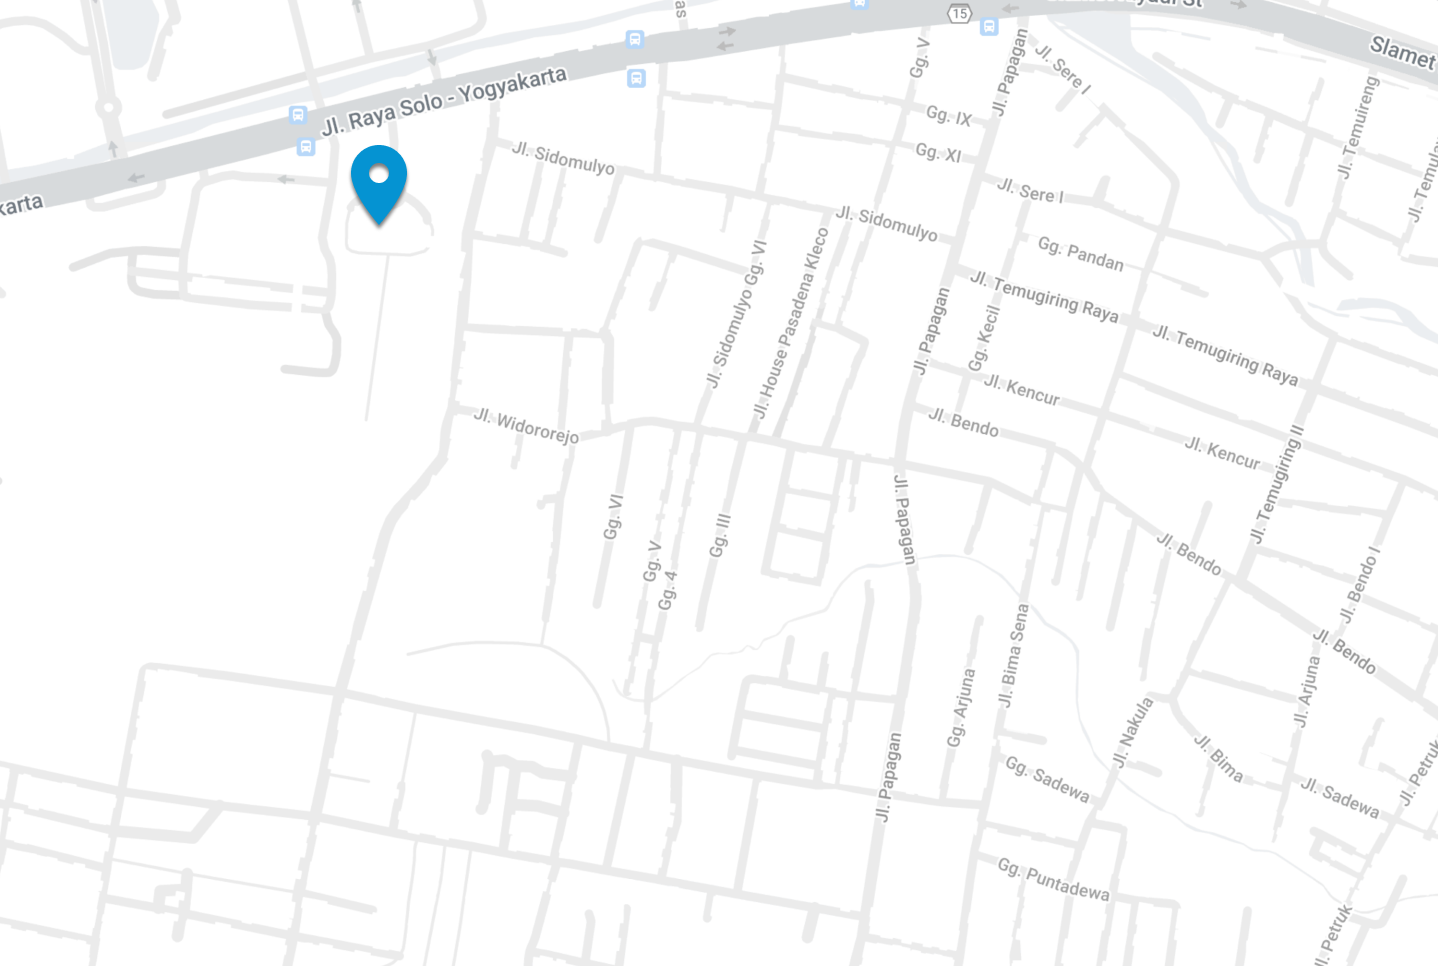 as
Slamet
15
Jl. Raya Solo - Yogyakarta
karta
Gg. V
Jl. Papagan
Jl. Sere I
Gg. IX
Gg. XI
Jl. Temuireng
Jl. Sidomulyo
Jl. Sere I
Jl. Sidomulyo
Gg. Pandan
Jl. Sidomulyo Gg. VI
Jl. House Pasadena Kleco
Jl. Temugiring Raya
Jl. Papagan
Gg. Kecil
Jl. Temugiring Raya
Jl. Kencur
Jl. Widororejo
Jl. Bendo
Jl. Kencur
Jl. Temugiring II
Jl. Papagan
Gg. VI
Gg. V
Gg. III
Gg. 4
Jl. Bendo
Jl. Bendo I
Jl. Bima Sena
Jl. Bendo
Gg. Arjuna
Jl. Arjuna
Jl. Nakula
Jl. Bima
Jl. Papagan
Gg. Sadewa
Jl. Sadewa
Jl. Petruk
Gg. Puntadewa
Jl. Petruk